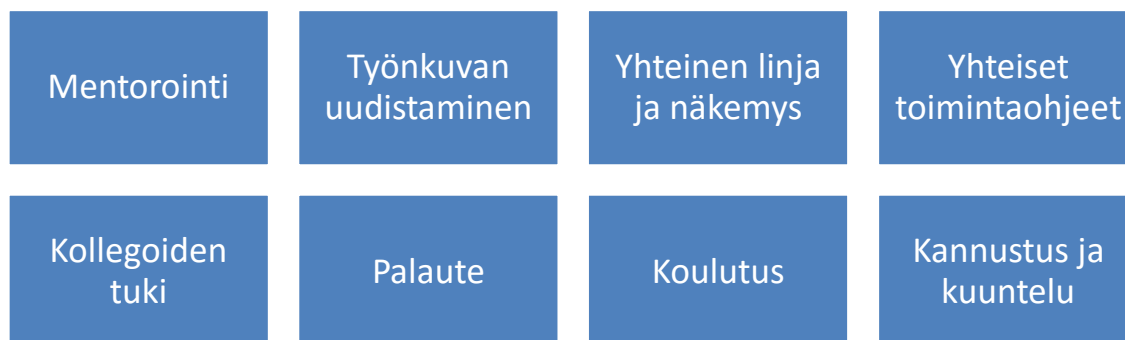 Mentorointi
Työnkuvan
uudistaminen
Yhteinen linja
ja näkemys
Yhteiset
toimintaohjeet
Kollegoiden
tuki
Palaute
Koulutus
Kannustus ja
kuuntelu